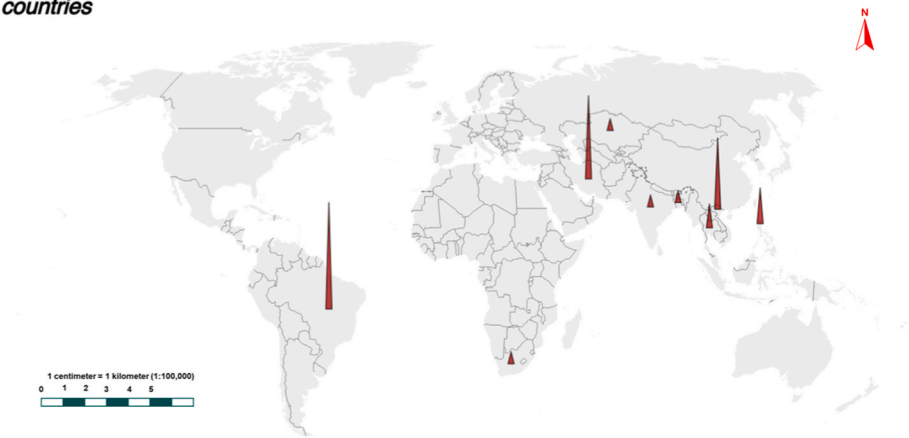 countries
N
1 centimeter = 1 kilometer (1:100,000)
0 1 2 3 4 5